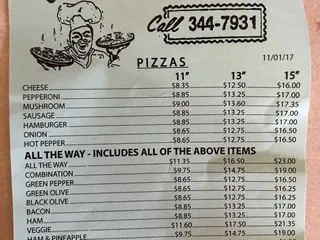 Call 344-7931
PIZZAS
11/01/17
11" 13" 15"
CHEESE $8.35 $12.50 $16.00
PEPPERONI $8.85 $13.25 $17.00
MUSHROOM $9.00 $13.60 $17.35
SAUSAGE $8.85 $13.25 $17.00
HAMBURGER $8.85 $13.25 $17.00
ONION $8.65 $12.75 $16.50
HOT PEPPER $8.65 $12.75 $16.50
ALL THE WAY - INCLUDES ALL OF THE ABOVE ITEMS
ALL THE WAY $11.35 $16.50 $23.00
COMBINATION $9.75 $14.75 $19.00
GREEN PEPPER $8.65 $12.75 $16.50
GREEN OLIVE $8.65 $12.75 $16.50
BLACK OLIVE $8.65 $12.75 $16.50
BACON $8.85 $13.25 $17.00
HAM $8.85 $13.25 $17.00
VEGGIE $11.60 $17.50 $21.35
HAM & PINEAPPLE $9.75 $14.75 $19.00